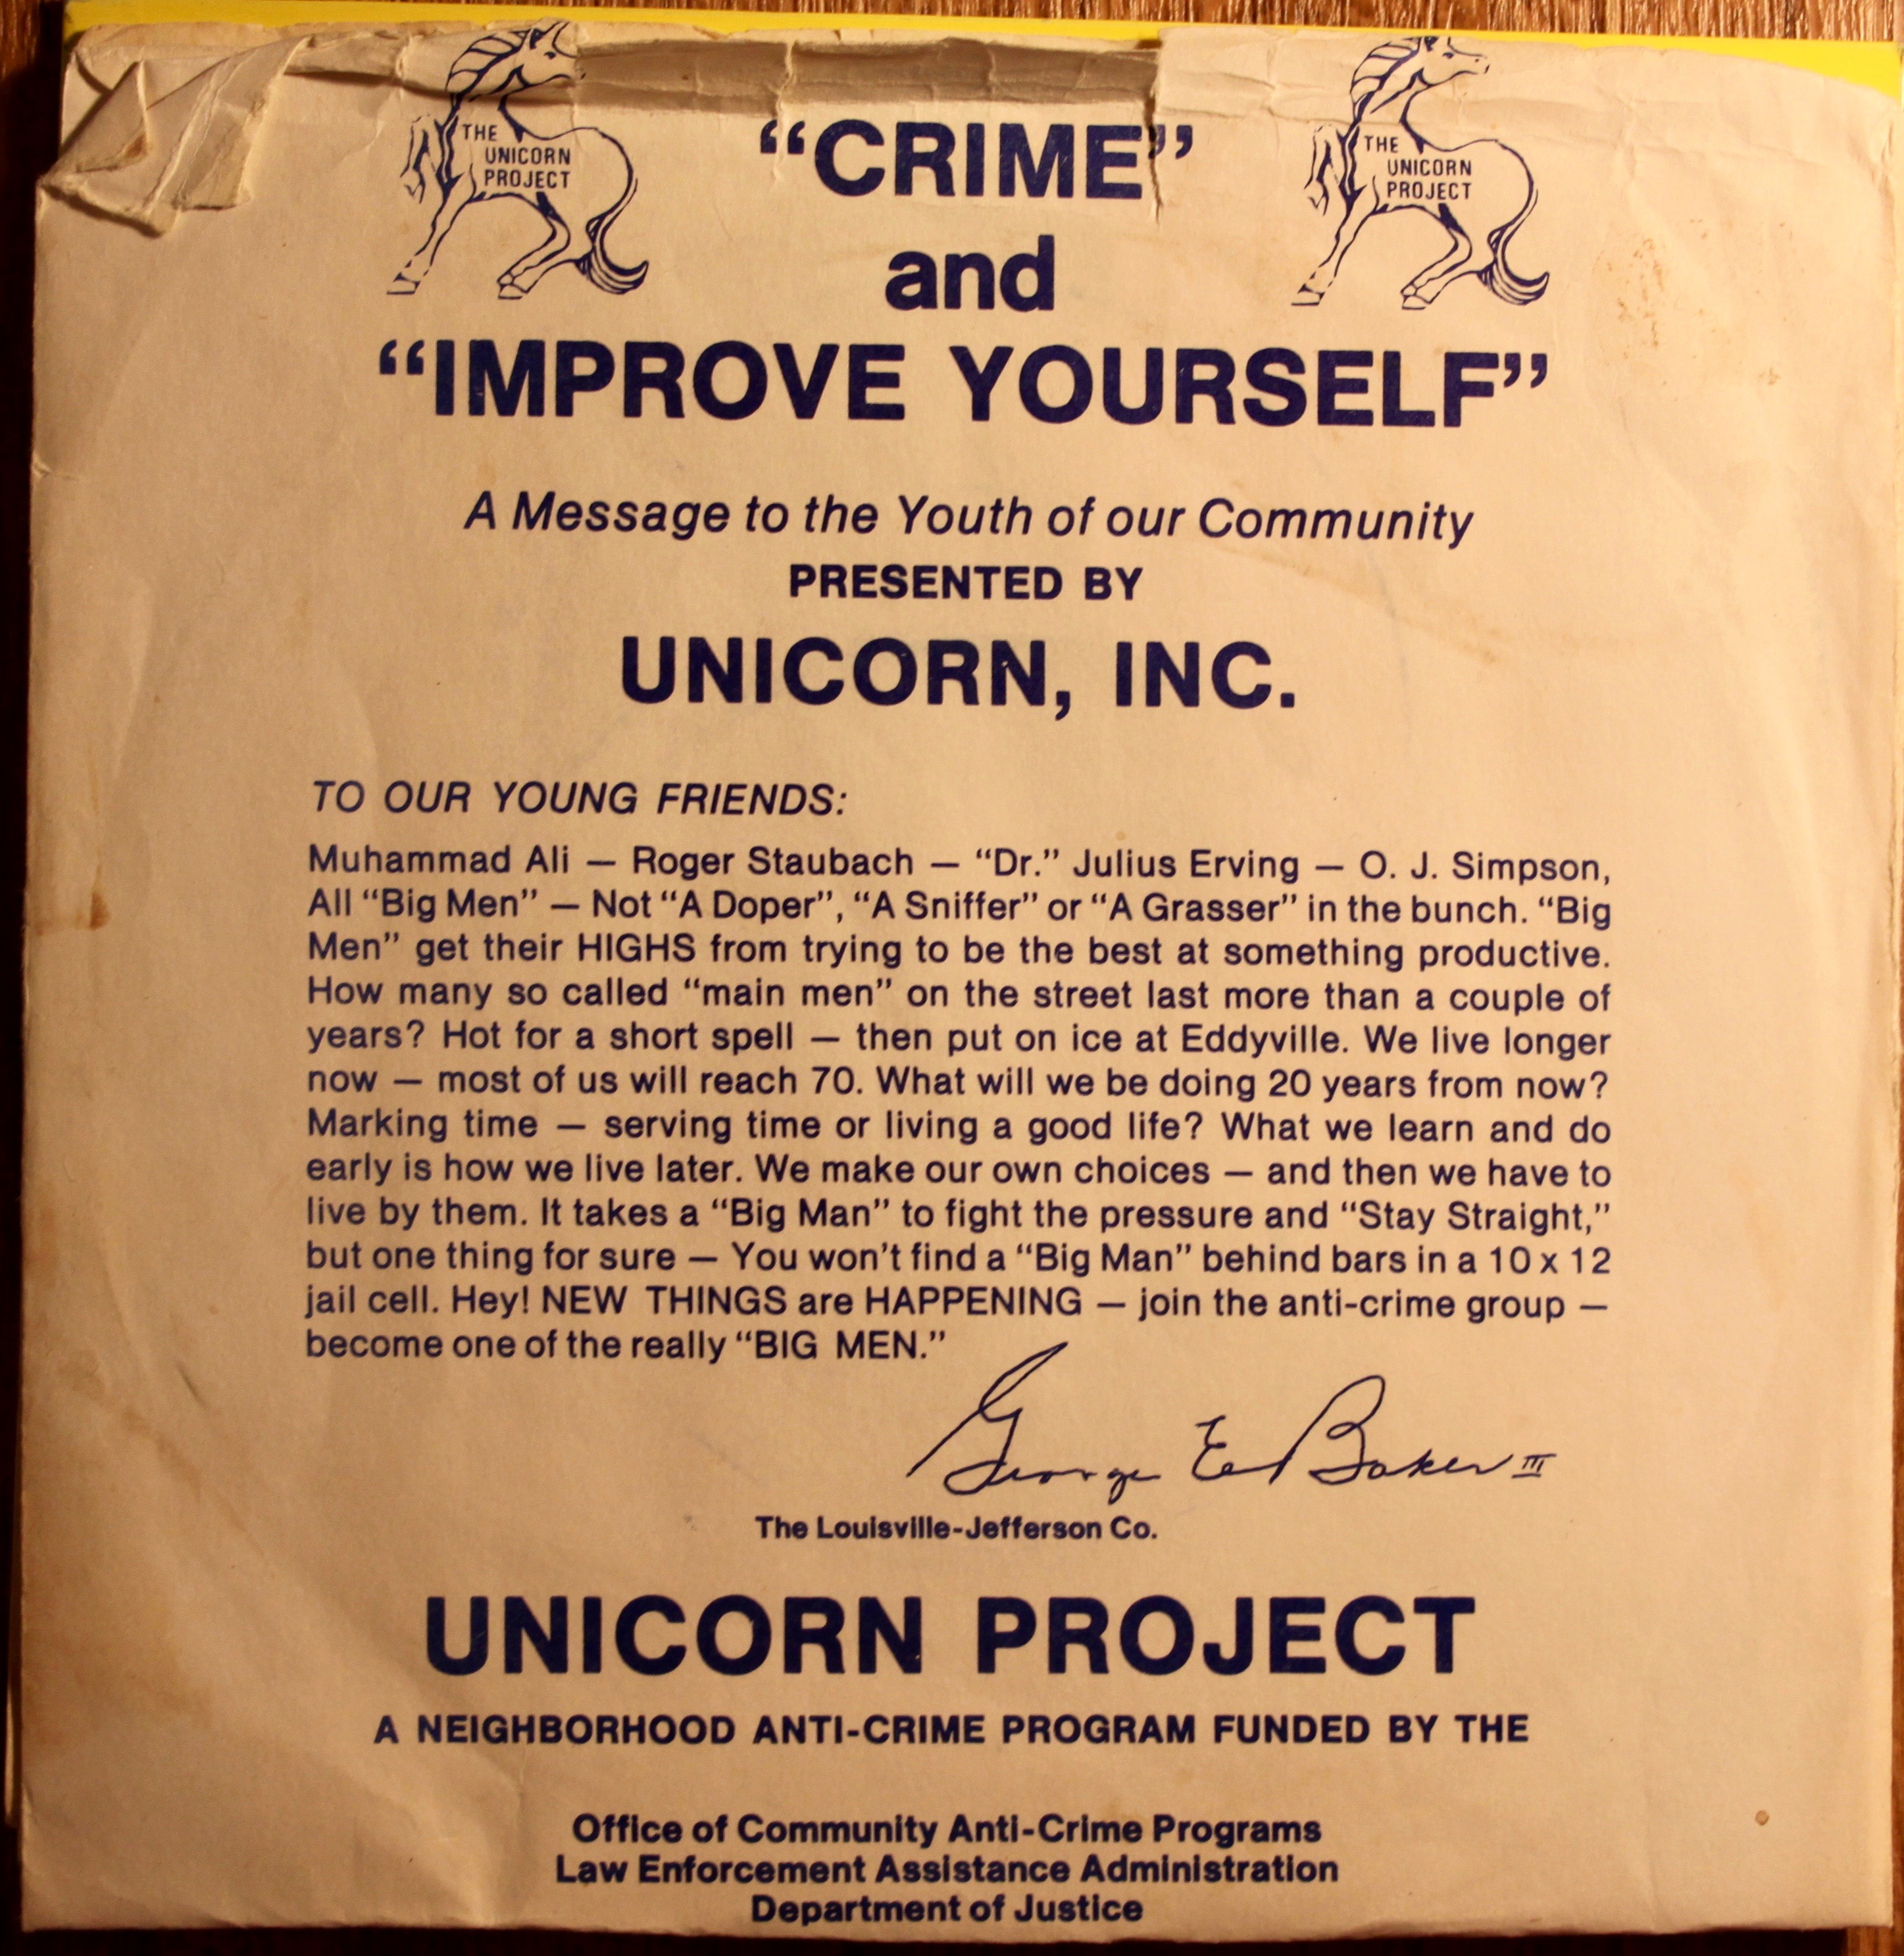 THE
UNICORN
PROJECT
“CRIME”
THE
UNICORN
PROJECT
and
“IMPROVE YOURSELF”
A Message to the Youth of our Community
PRESENTED BY
UNICORN, INC.
TO OUR YOUNG FRIENDS:
Muhammad Ali — Roger Staubach — “Dr.” Julius Erving — O. J. Simpson,
All “Big Men” — Not “A Doper”, “A Sniffer” or “A Grasser” in the bunch. “Big
Men” get their HIGHS from trying to be the best at something productive.
How many so called “main men” on the street last more than a couple of
years? Hot for a short spell — then put on ice at Eddyville. We live longer
now — most of us will reach 70. What will we be doing 20 years from now?
Marking time — serving time or living a good life? What we learn and do
early is how we live later. We make our own choices — and then we have to
live by them. It takes a “Big Man” to fight the pressure and “Stay Straight,”
but one thing for sure — You won’t find a “Big Man” behind bars in a 10 x 12
jail cell. Hey! NEW THINGS are HAPPENING — join the anti-crime group —
become one of the really “BIG MEN.”
George Ed Baker III
The Louisville-Jefferson Co.
UNICORN PROJECT
A NEIGHBORHOOD ANTI-CRIME PROGRAM FUNDED BY THE
Office of Community Anti-Crime Programs
Law Enforcement Assistance Administration
Department of Justice